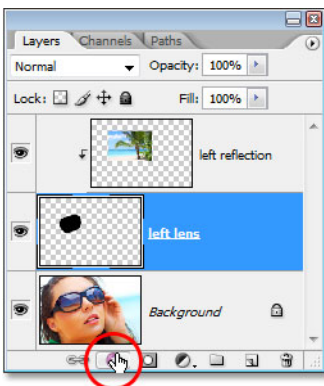 Layers Channels Paths
Normal Opacity: 100%
Lock: Fill: 100%
left reflection
left lens
Background